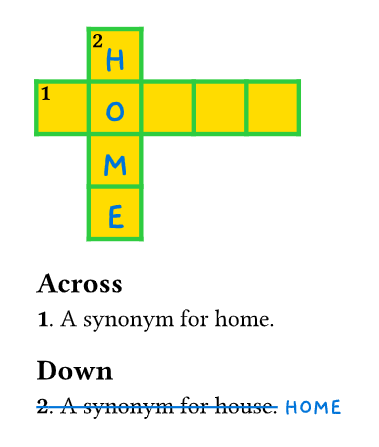 2
H
1
O
M
E
Across
1. A synonym for home.
Down
2. A synonym for house. HOME